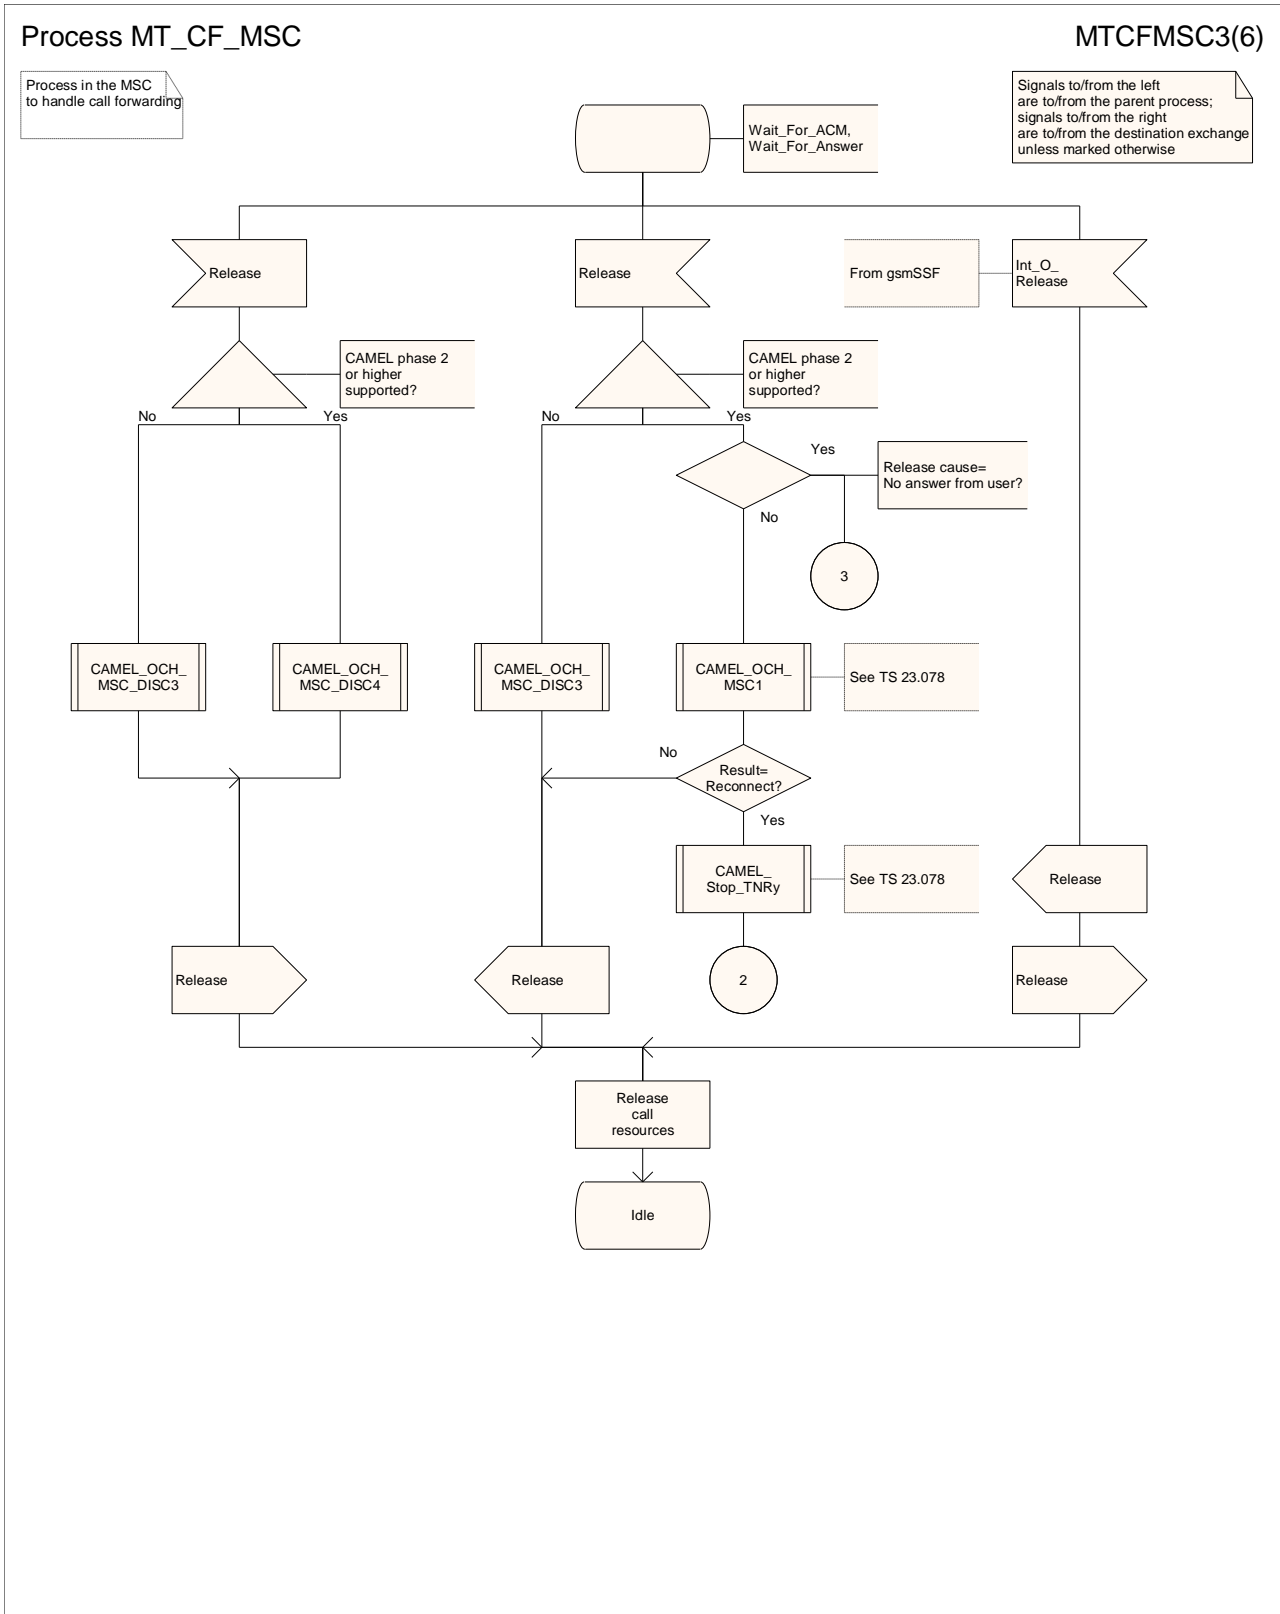 Process MT_CF_MSC
MTCFMSC3(6)
Process in the MSC
to handle call forwarding
Signals to/from the left
are to/from the parent process;
signals to/from the right
are to/from the destination exchange
unless marked otherwise
Wait_For_ACM,
Wait_For_Answer
Release
Release
From gsmSSF
Int_O_
Release
CAMEL phase 2
or higher
supported?
CAMEL phase 2
or higher
supported?
No
Yes
No
Yes
Yes
Release cause=
No answer from user?
No
3
CAMEL_OCH_
MSC_DISC3
CAMEL_OCH_
MSC_DISC4
CAMEL_OCH_
MSC_DISC3
CAMEL_OCH_
MSC1
See TS 23.078
No
Result=
Reconnect?
Yes
CAMEL_
Stop_TNRy
See TS 23.078
Release
Release
Release
2
Release
Release
call
resources
Idle